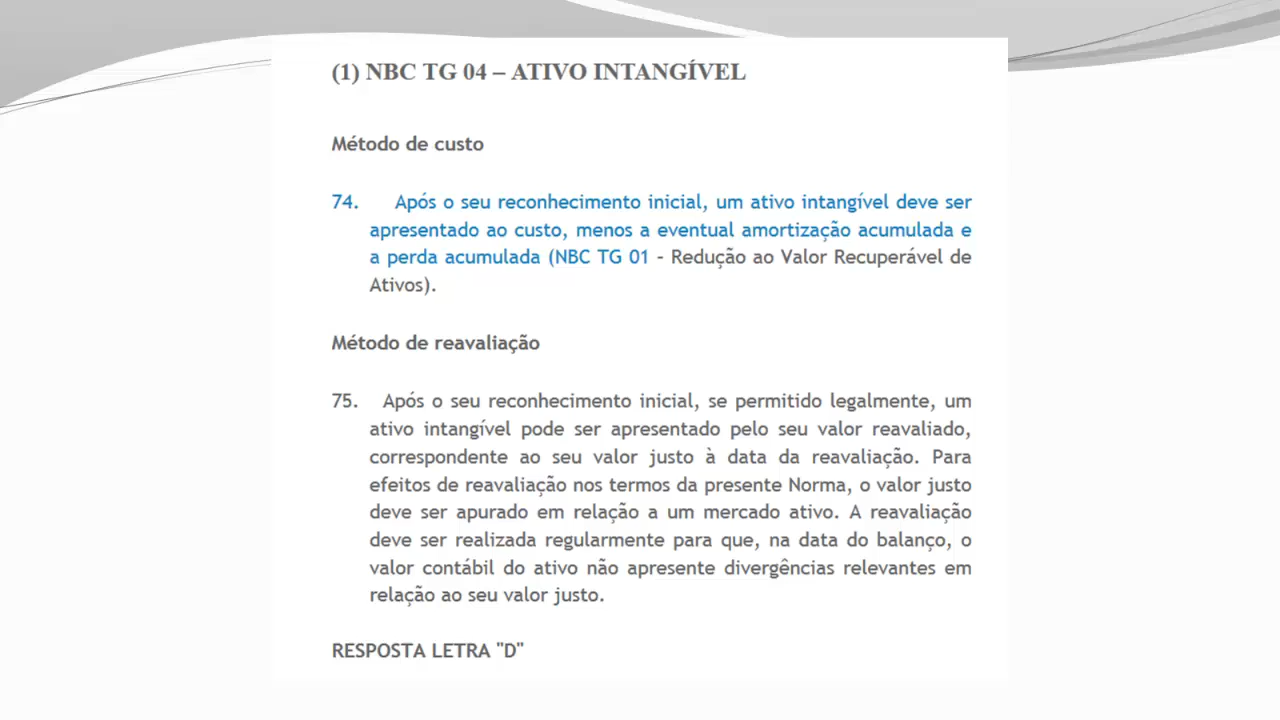 (1) NBC TG 04 – ATIVO INTANGÍVEL
Método de custo
74. Após o seu reconhecimento inicial, um ativo intangível deve ser
apresentado ao custo, menos a eventual amortização acumulada e
a perda acumulada (NBC TG 01 - Redução ao Valor Recuperável de
Ativos).
Método de reavaliação
75. Após o seu reconhecimento inicial, se permitido legalmente, um
ativo intangível pode ser apresentado pelo seu valor reavaliado,
correspondente ao seu valor justo à data da reavaliação. Para
efeitos de reavaliação nos termos da presente Norma, o valor justo
deve ser apurado em relação a um mercado ativo. A reavaliação
deve ser realizada regularmente para que, na data do balanço, o
valor contábil do ativo não apresente divergências relevantes em
relação ao seu valor justo.
RESPOSTA LETRA "D"